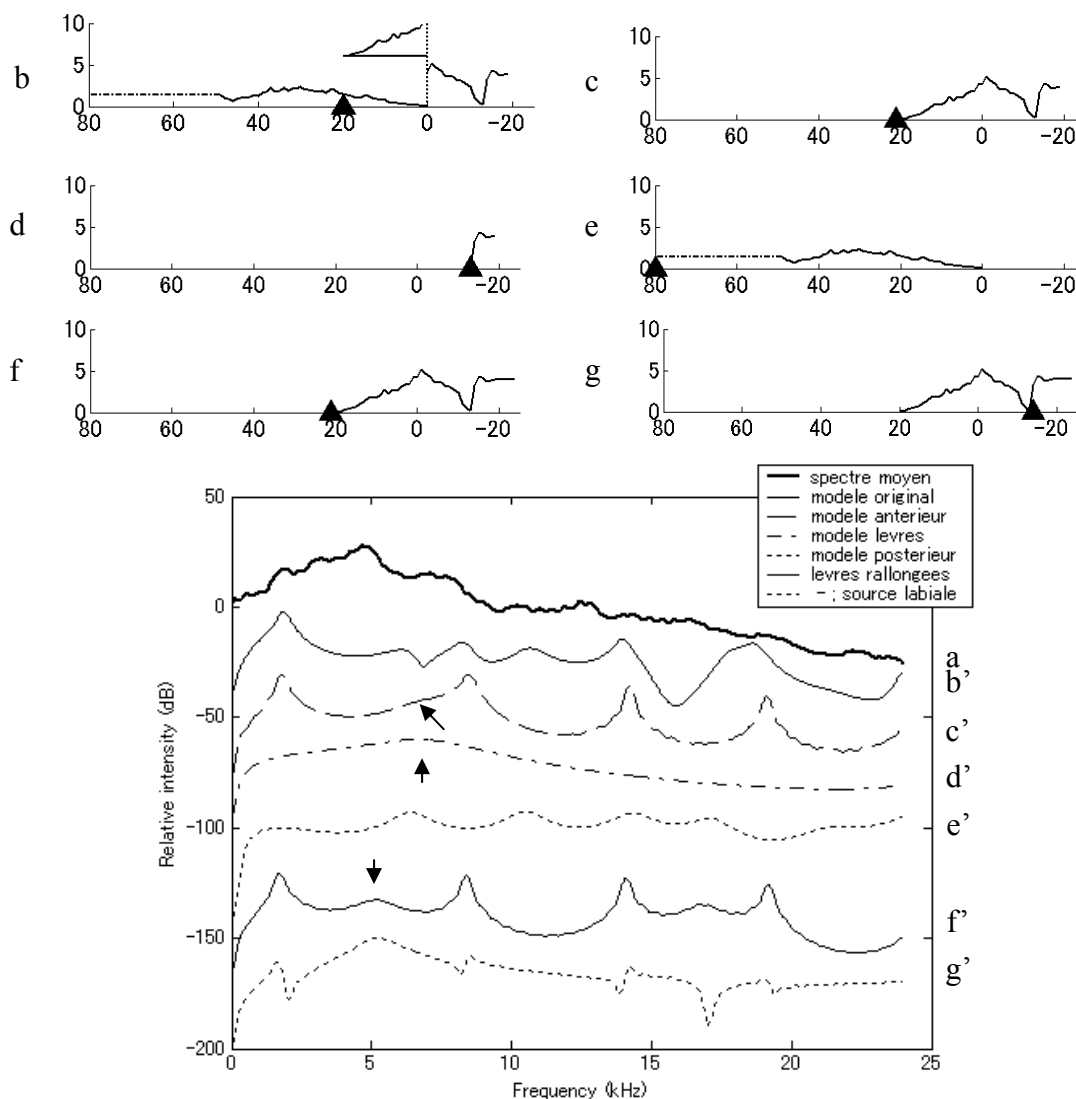 b
10
5
0
80 60 40 20 0 -20
c
10
5
0
80 60 40 20 0 -20
d
10
5
0
80 60 40 20 0 -20
e
10
5
0
80 60 40 20 0 -20
f
10
5
0
80 60 40 20 0 -20
g
10
5
0
80 60 40 20 0 -20
spectre moyen
modele original
modele anterieur
modele levres
modele posterieur
levres rallongees
-; source labiale
50
0
-50
-100
-150
-200
Relative intensity (dB)
a
b'
c'
d'
e'
f'
g'
0 5 10 15 20 25
Frequency (kHz)